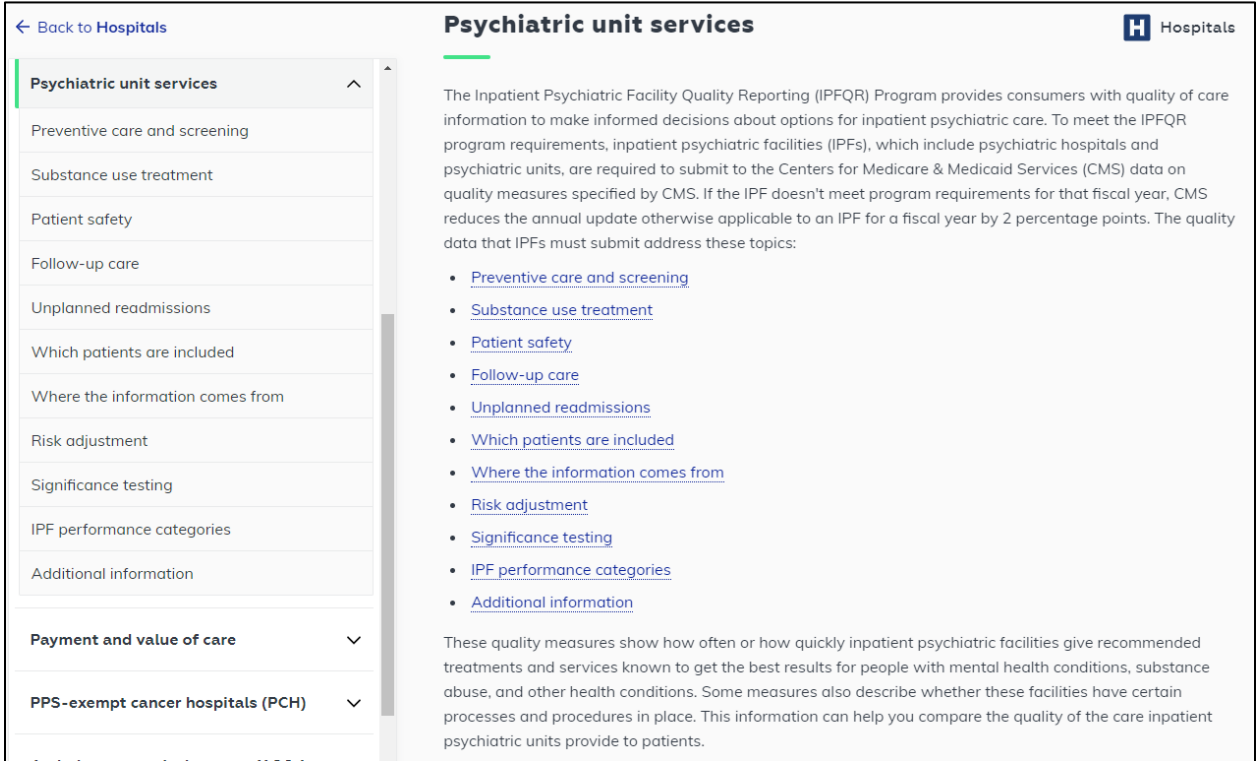 ← Back to Hospitals
Psychiatric unit services
Preventive care and screening
Substance use treatment
Patient safety
Follow-up care
Unplanned readmissions
Which patients are included
Where the information comes from
Risk adjustment
Significance testing
IPF performance categories
Additional information
Payment and value of care
PPS-exempt cancer hospitals (PCH)
Psychiatric unit services
H Hospitals
The Inpatient Psychiatric Facility Quality Reporting (IPFQR) Program provides consumers with quality of care
information to make informed decisions about options for inpatient psychiatric care. To meet the IPFQR
program requirements, inpatient psychiatric facilities (IPFs), which include psychiatric hospitals and
psychiatric units, are required to submit to the Centers for Medicare & Medicaid Services (CMS) data on
quality measures specified by CMS. If the IPF doesn't meet program requirements for that fiscal year, CMS
reduces the annual update otherwise applicable to an IPF for a fiscal year by 2 percentage points. The quality
data that IPFs must submit address these topics:
• Preventive care and screening
• Substance use treatment
• Patient safety
• Follow-up care
• Unplanned readmissions
• Which patients are included
• Where the information comes from
• Risk adjustment
• Significance testing
• IPF performance categories
• Additional information
These quality measures show how often or how quickly inpatient psychiatric facilities give recommended
treatments and services known to get the best results for people with mental health conditions, substance
abuse, and other health conditions. Some measures also describe whether these facilities have certain
processes and procedures in place. This information can help you compare the quality of the care inpatient
psychiatric units provide to patients.